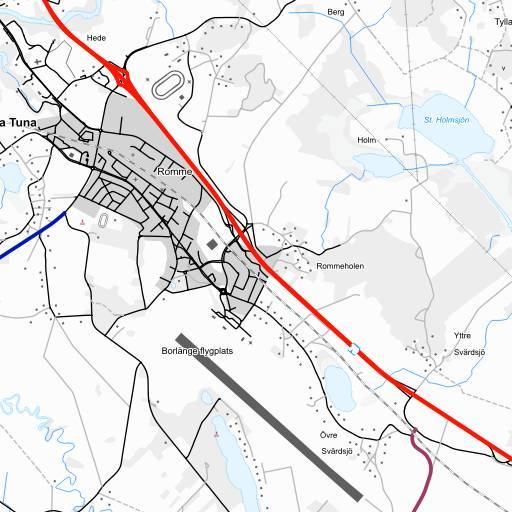 Berg
Tylla
Hede
a Tuna
St. Holmsjön
Holm
Romme
Rommeholen
Yttre
Svärdsjö
Borlänge flygplats
Övre
Svärdsjö